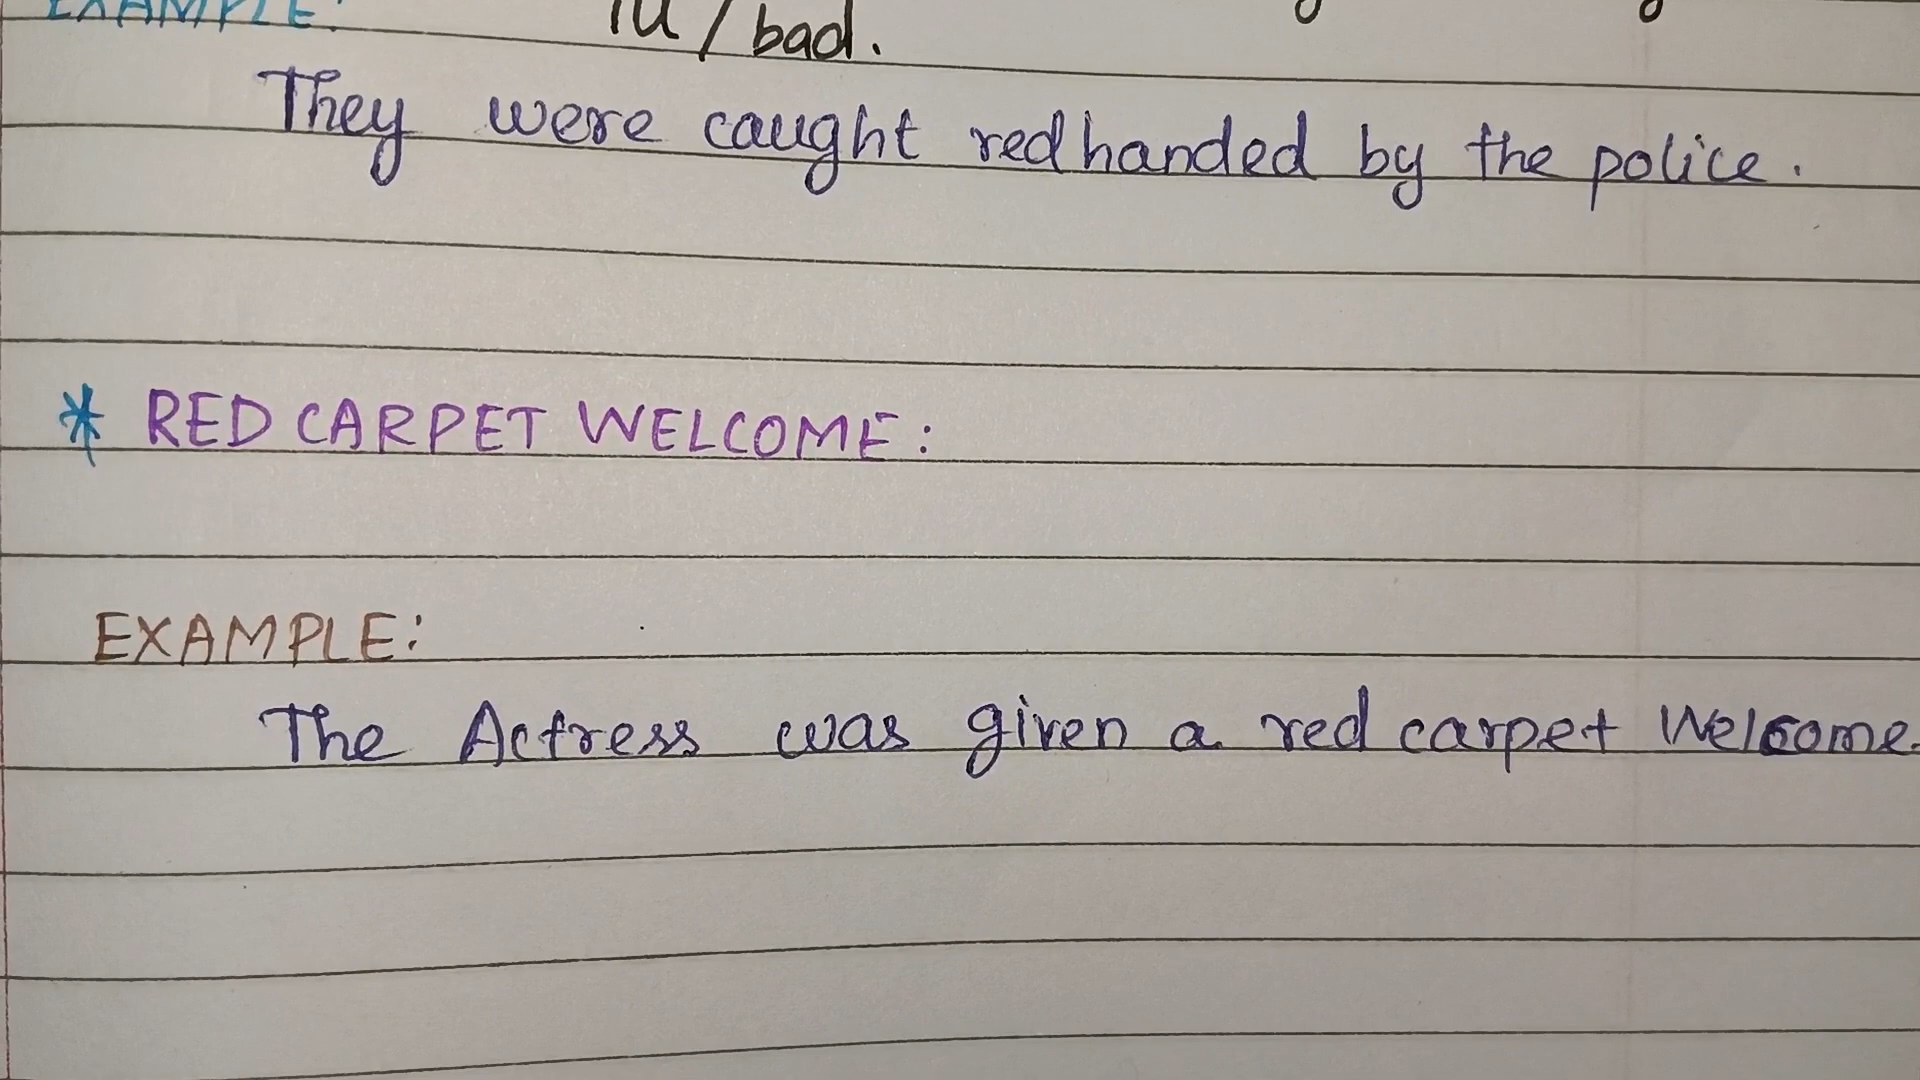 EXAMPLE: / bad.
They were caught redhanded by the police.
* RED CARPET WELCOME:
EXAMPLE:
The Actress was given a red carpet Welcome.